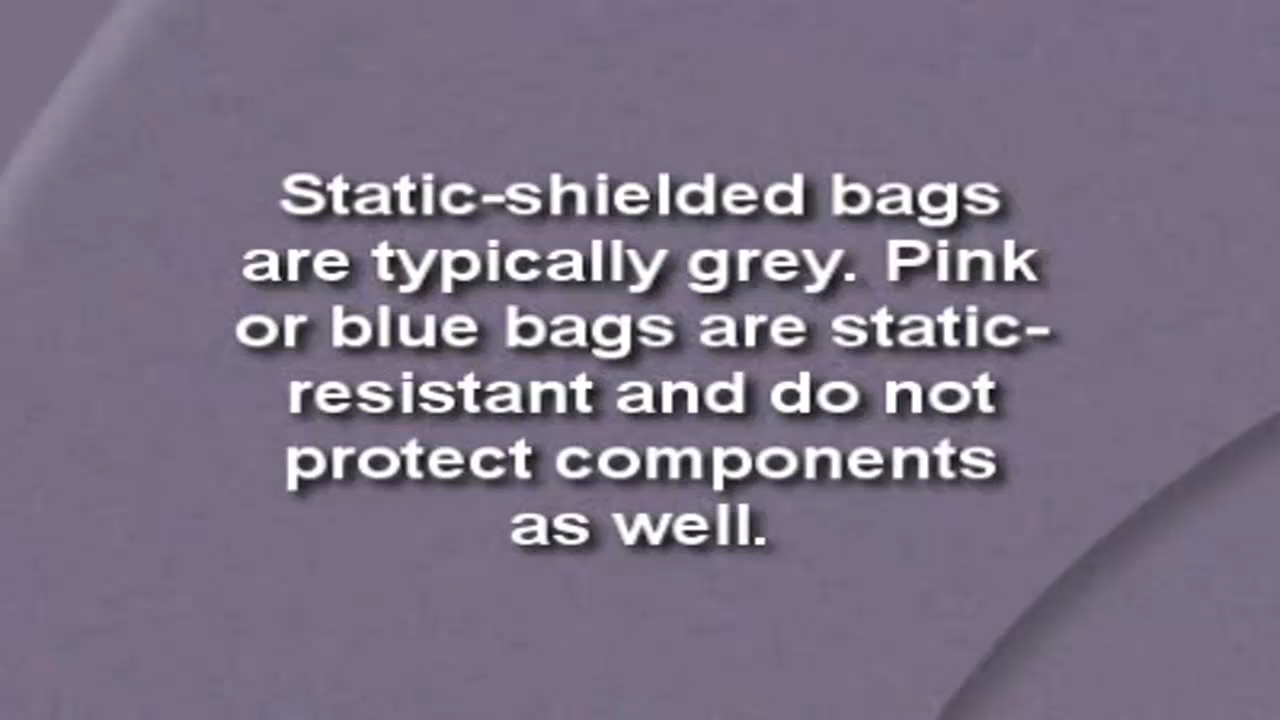 Static-shielded bags
are typically grey. Pink
or blue bags are static-
resistant and do not
protect components
as well.